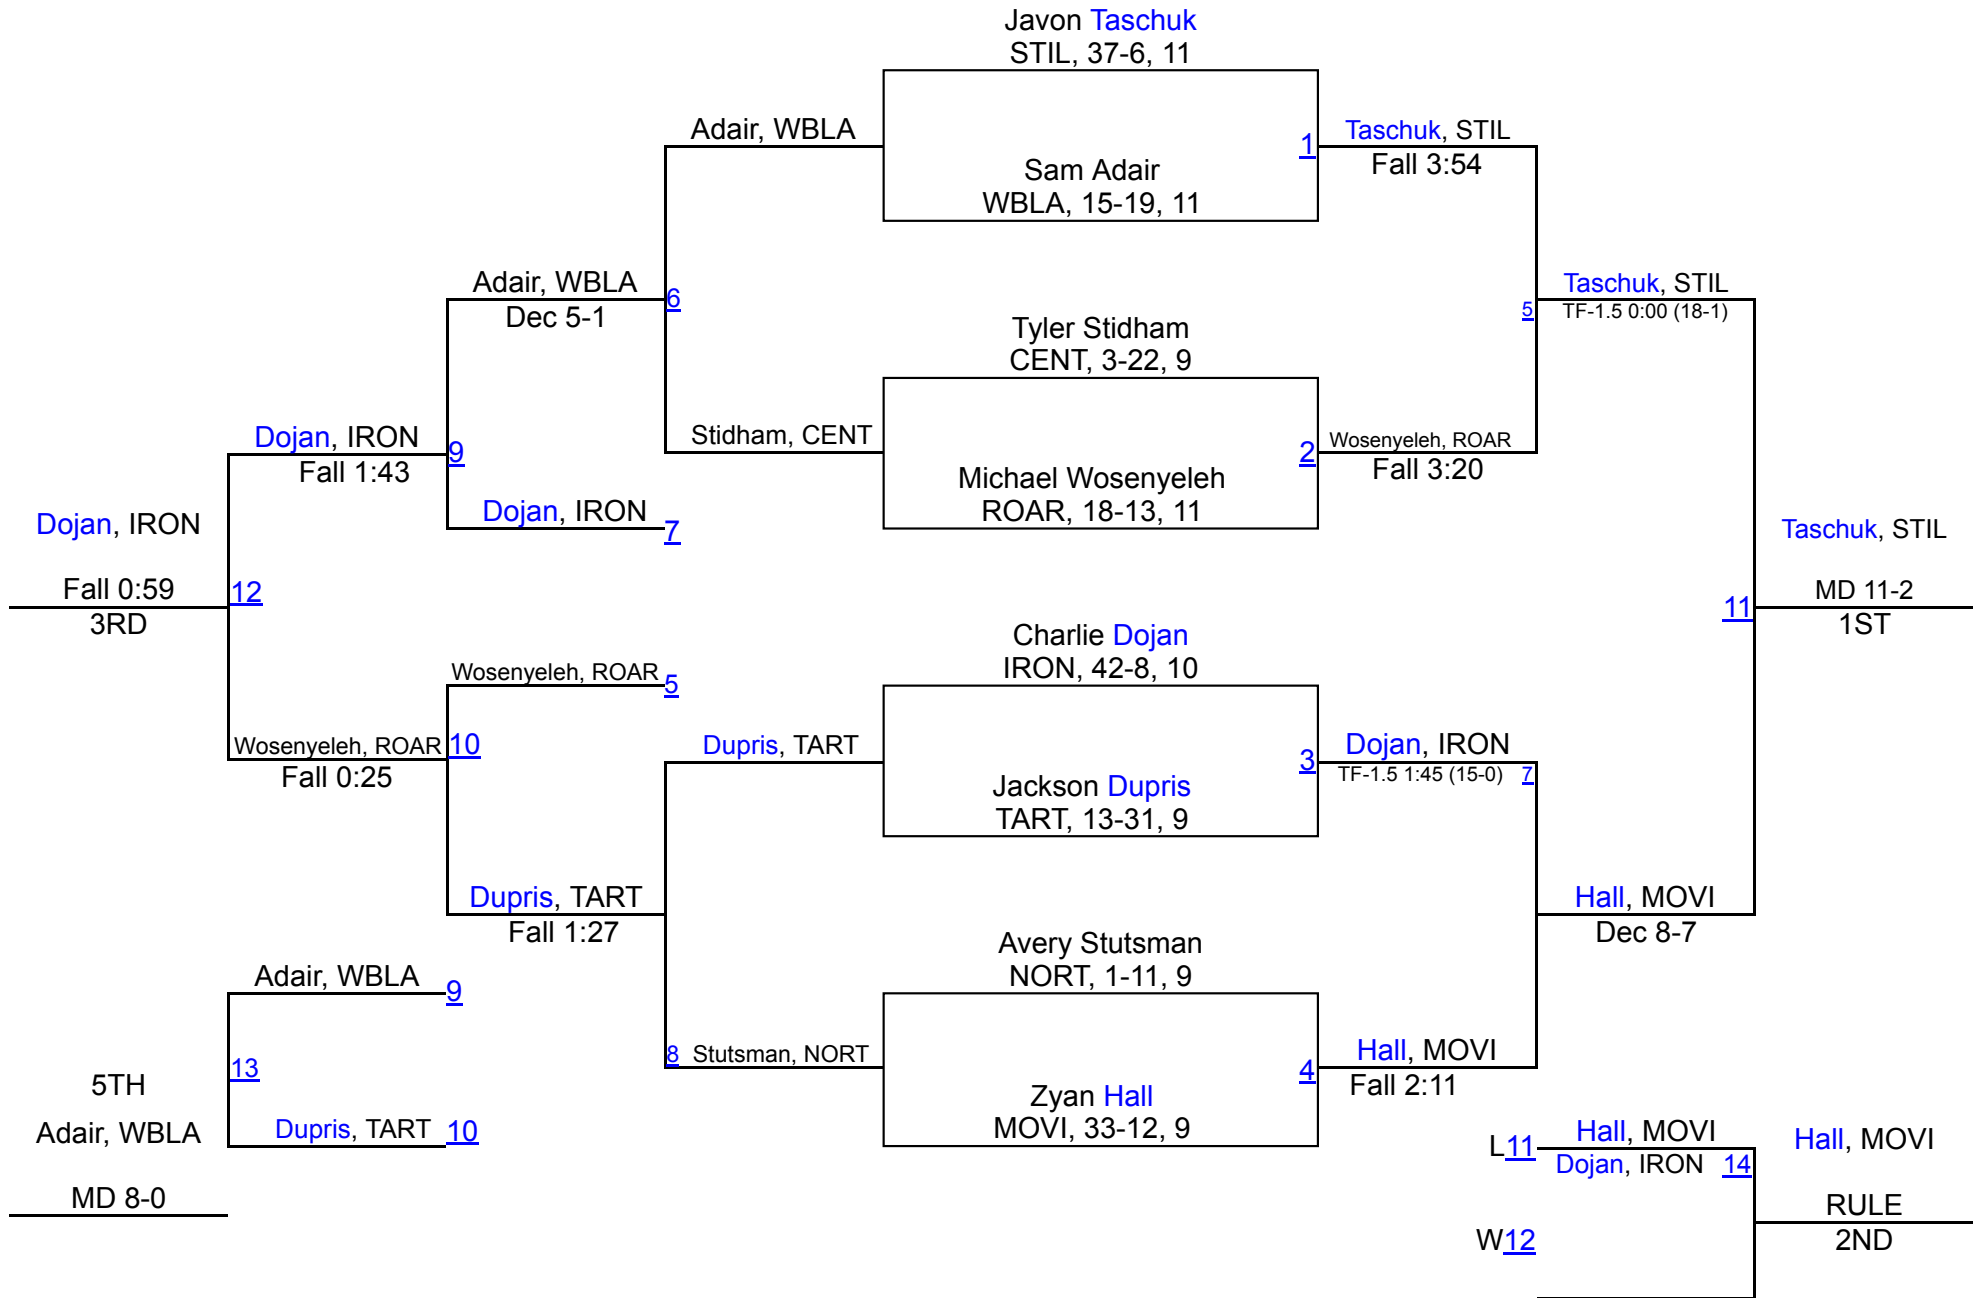 Javon Taschuk
STIL, 37-6, 11
Adair, WBLA
1
Taschuk, STIL
Fall 3:54
Sam Adair
WBLA, 15-19, 11
Adair, WBLA
Dec 5-1
6
Taschuk, STIL
TF-1.5 0:00 (18-1)
5
Tyler Stidham
CENT, 3-22, 9
Dojan, IRON
Fall 1:43
9
Stidham, CENT
2
Wosenyeleh, ROAR
Fall 3:20
Michael Wosenyeleh
ROAR, 18-13, 11
Dojan, IRON
7
Dojan, IRON
Fall 0:59
3RD
12
Taschuk, STIL
MD 11-2
1ST
11
Charlie Dojan
IRON, 42-8, 10
Wosenyeleh, ROAR
5
Wosenyeleh, ROAR
Fall 0:25
10
Dupris, TART
3
Dojan, IRON
TF-1.5 1:45 (15-0)
7
Jackson Dupris
TART, 13-31, 9
Dupris, TART
Fall 1:27
Hall, MOVI
Dec 8-7
Avery Stutsman
NORT, 1-11, 9
Adair, WBLA
9
8
Stutsman, NORT
4
Hall, MOVI
Fall 2:11
13
5TH
Adair, WBLA
Zyan Hall
MOVI, 33-12, 9
Dupris, TART
10
MD 8-0
L11
Hall, MOVI
Dojan, IRON
14
Hall, MOVI
RULE
2ND
W12